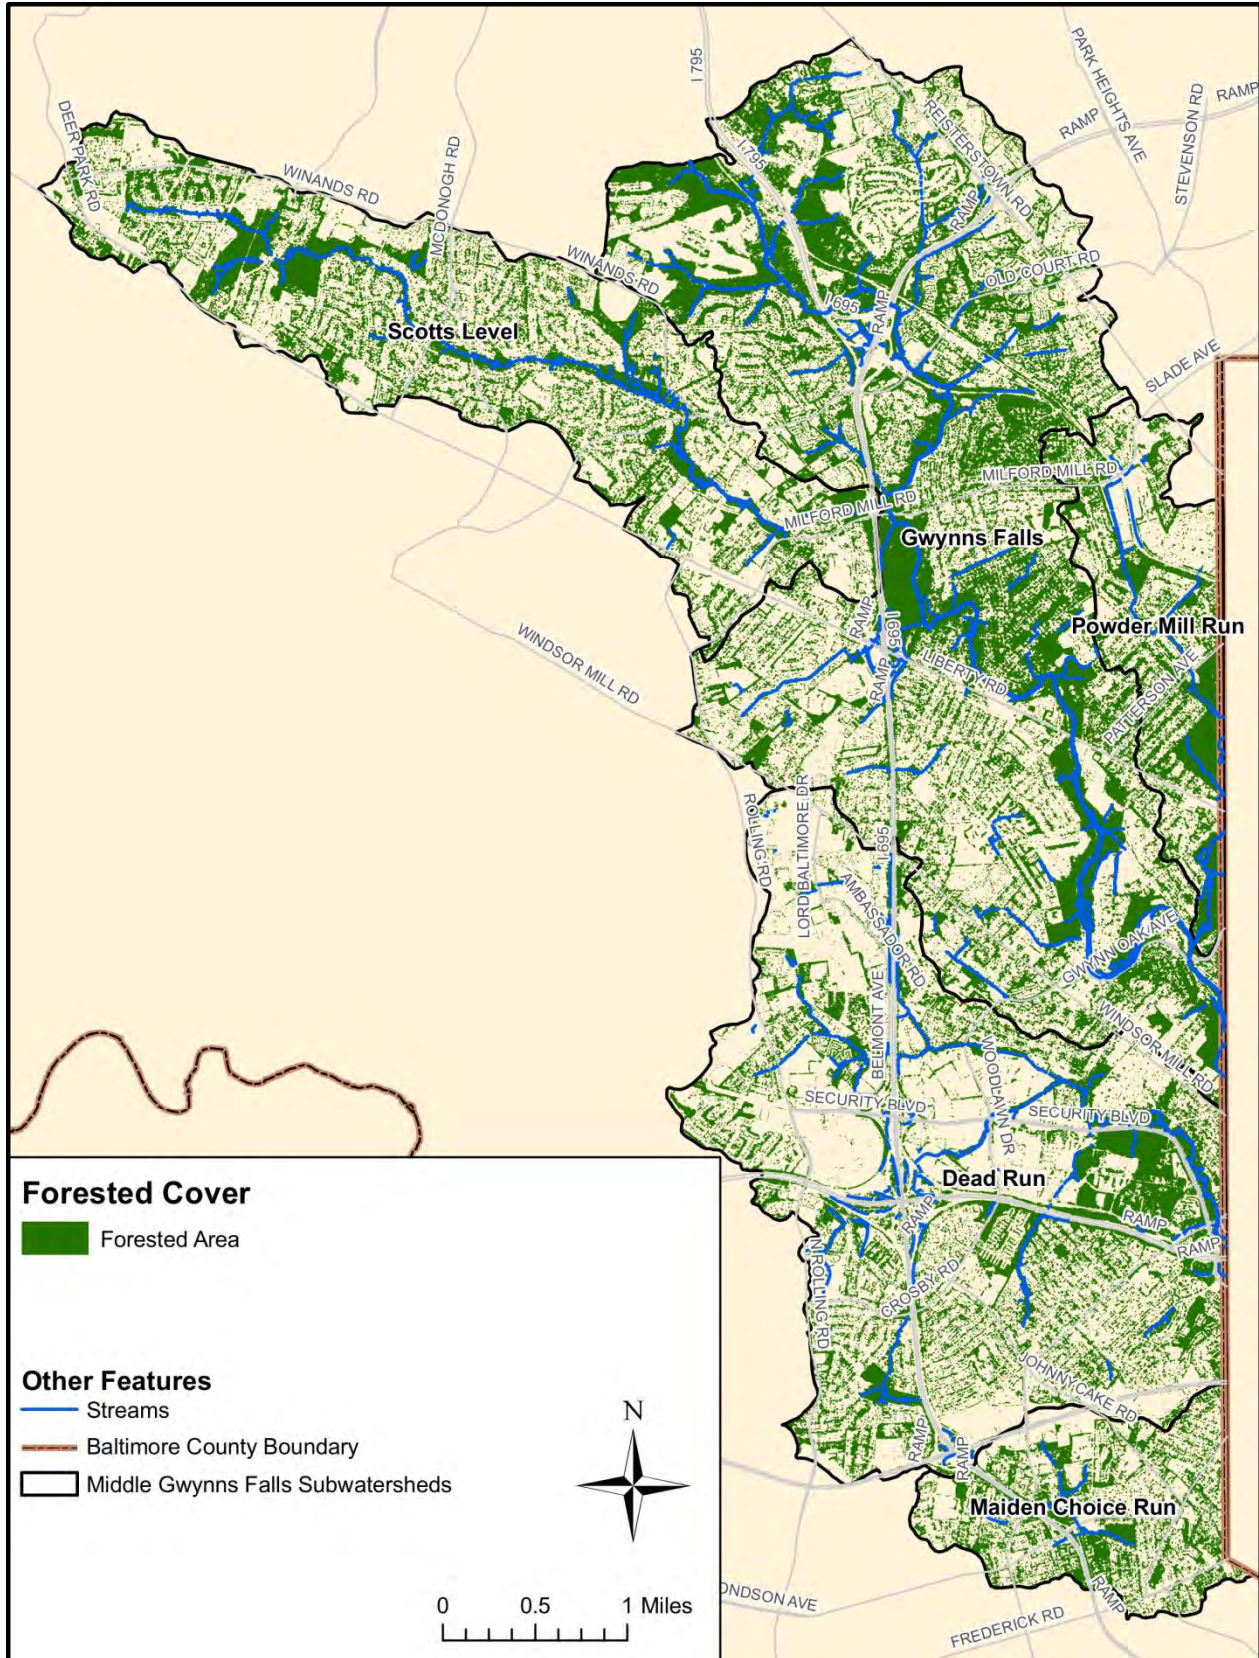 I 795
PARK HEIGHTS AVE
RAMP
STEVENSON RD
RAMP
REISTERSTOWN RD
DEER PARK RD
I 795
WINANDS RD
MCDONOGH RD
RAMP
WINANDS RD
OLD COURT RD
I 695
RAMP
Scotts Level
SLADE AVE
MILFORD MILL RD
MILFORD MILL RD
Gwynns Falls
RAMP
I 695
Powder Mill Run
WINDSOR MILL RD
LIBERTY RD
RAMP
PATTERSON AVE
ROLLING RD
LORD BALTIMORE DR
I 695
AMBASSADOR RD
GWYNN OAK AVE
BELMONT AVE
WINDSOR MILL RD
WOODLAWN DR
SECURITY BLVD
SECURITY BLVD
Dead Run
RAMP
RAMP
RAMP
N ROLLING RD
CROSBY RD
JOHNNYCAKE RD
RAMP
RAMP
Maiden Choice Run
RAMP
ONDSON AVE
FREDERICK RD
Forested Cover
Forested Area
Other Features
Streams
Baltimore County Boundary
Middle Gwynns Falls Subwatersheds
N
0 0.5 1 Miles